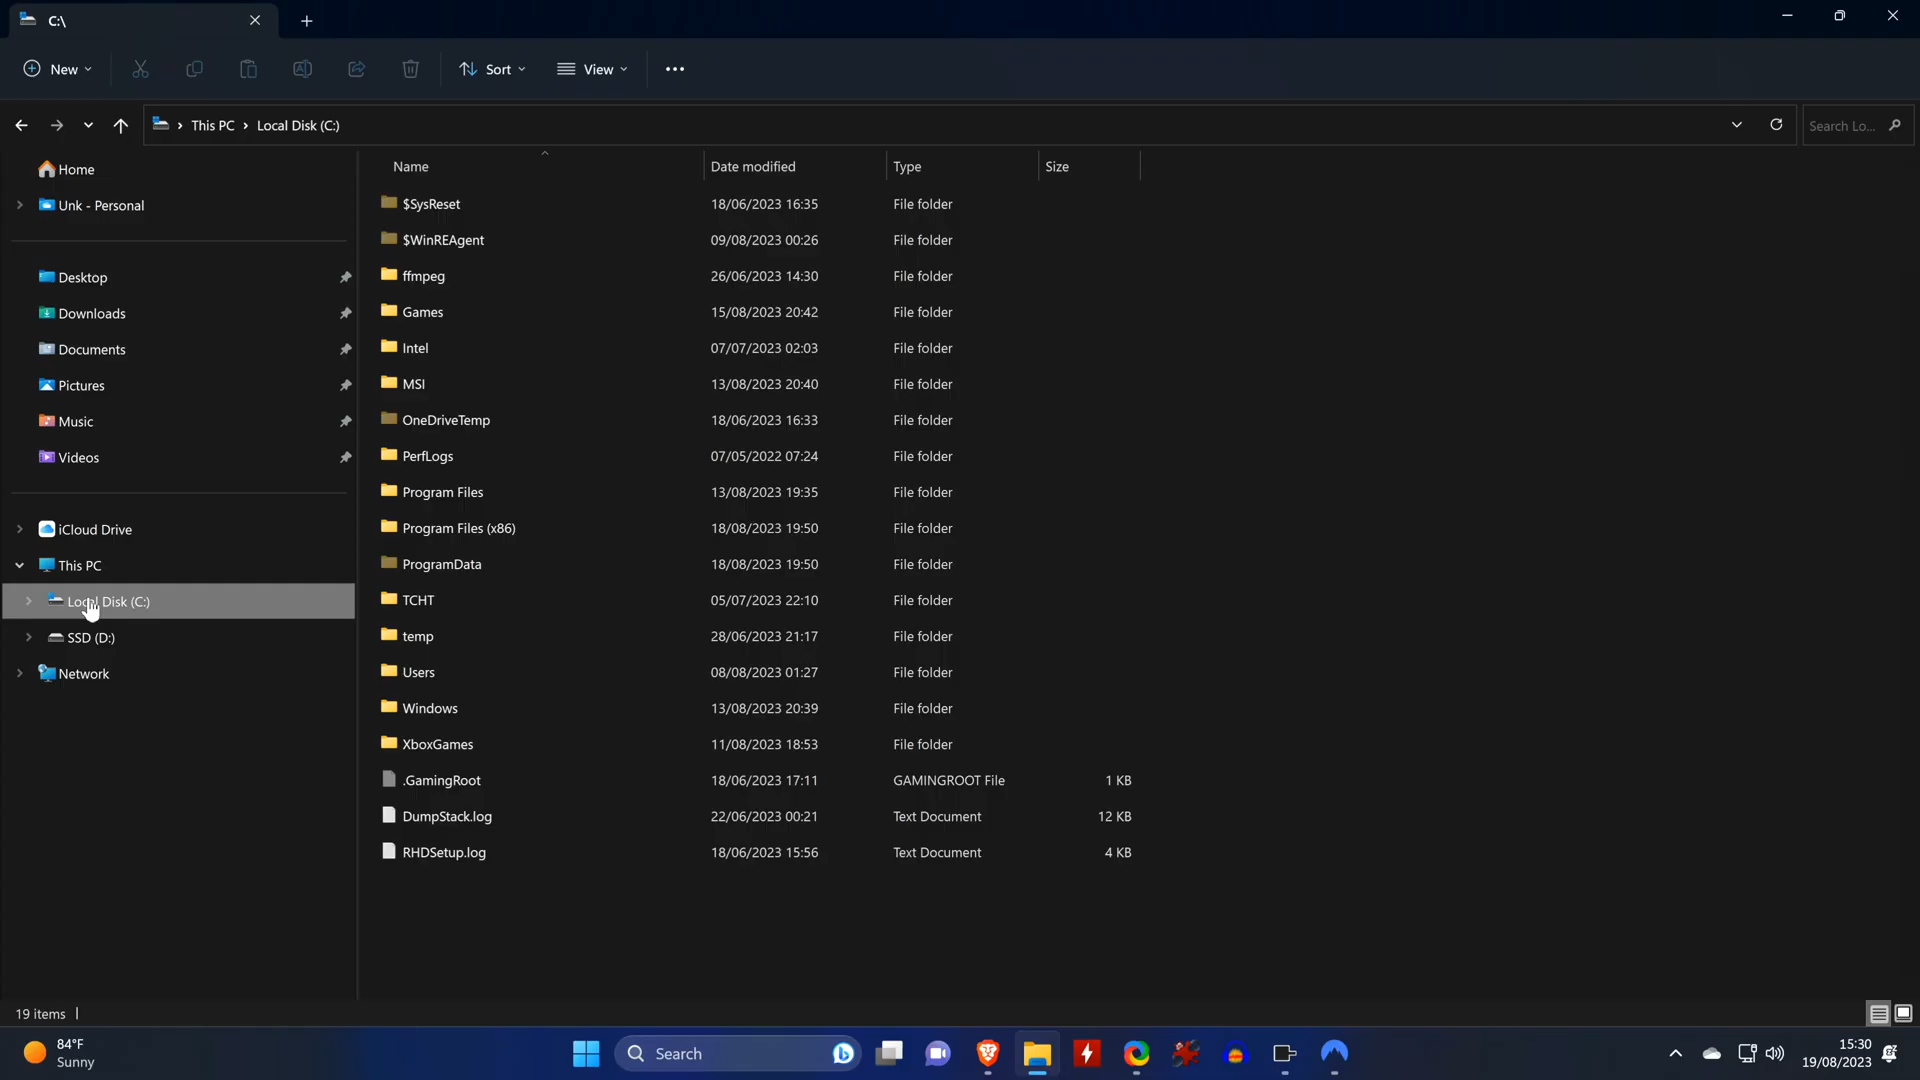 C:\
New
Sort
View
This PC
Local Disk (C:)
Search Lo...
Home
Unk - Personal
Desktop
Downloads
Documents
Pictures
Music
Videos
iCloud Drive
This PC
Local Disk (C:)
SSD (D:)
Network
Name Date modified Type Size
$SysReset 18/06/2023 16:35 File folder
$WinREAgent 09/08/2023 00:26 File folder
ffmpeg 26/06/2023 14:30 File folder
Games 15/08/2023 20:42 File folder
Intel 07/07/2023 02:03 File folder
MSI 13/08/2023 20:40 File folder
OneDriveTemp 18/06/2023 16:33 File folder
PerfLogs 07/05/2022 07:24 File folder
Program Files 13/08/2023 19:35 File folder
Program Files (x86) 18/08/2023 19:50 File folder
ProgramData 18/08/2023 19:50 File folder
TCHT 05/07/2023 22:10 File folder
temp 28/06/2023 21:17 File folder
Users 08/08/2023 01:27 File folder
Windows 13/08/2023 20:39 File folder
XboxGames 11/08/2023 18:53 File folder
.GamingRoot 18/06/2023 17:11 GAMINGROOT File 1 KB
DumpStack.log 22/06/2023 00:21 Text Document 12 KB
RHDSetup.log 18/06/2023 15:56 Text Document 4 KB
19 items
84°F
Sunny
Search
15:30
19/08/2023